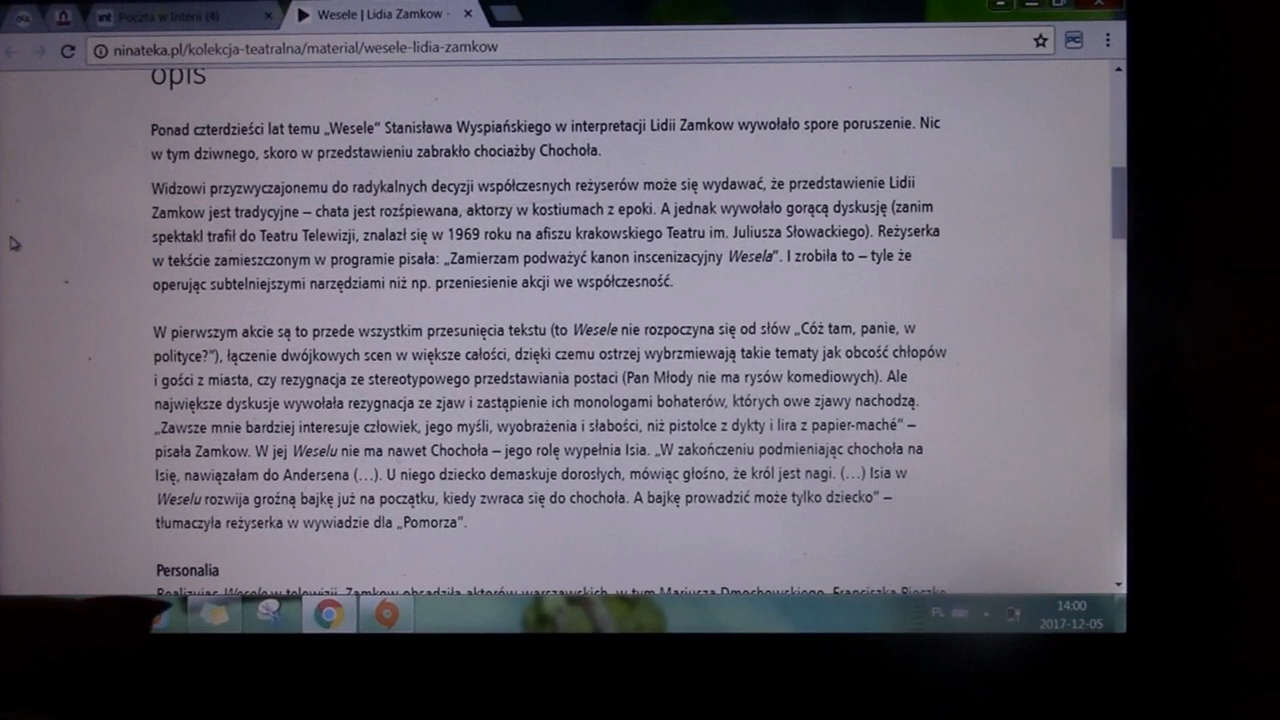 Poczta w Interii (4)
Wesele | Lidia Zamkow -
ninateka.pl/kolekcja-teatralna/material/wesele-lidia-zamkow
opis
Ponad czterdzieści lat temu „Wesele" Stanisława Wyspiańskiego w interpretacji Lidii Zamkow wywołało spore poruszenie. Nic
w tym dziwnego, skoro w przedstawieniu zabrakło chociażby Chochoła.
Widzowi przyzwyczajonemu do radykalnych decyzji współczesnych reżyserów może się wydawać, że przedstawienie Lidii
Zamkow jest tradycyjne – chata jest rozśpiewana, aktorzy w kostiumach z epoki. A jednak wywołało gorącą dyskusję (zanim
spektakl trafił do Teatru Telewizji, znalazł się w 1969 roku na afiszu krakowskiego Teatru im. Juliusza Słowackiego). Reżyserka
w tekście zamieszczonym w programie pisała: „Zamierzam podważyć kanon inscenizacyjny Wesela". I zrobiła to – tyle że
operując subtelniejszymi narzędziami niż np. przeniesienie akcji we współczesność.
W pierwszym akcie są to przede wszystkim przesunięcia tekstu (to Wesele nie rozpoczyna się od słów „Cóż tam, panie, w
polityce?"), łączenie dwójkowych scen w większe całości, dzięki czemu ostrzej wybrzmiewają takie tematy jak obcość chłopów
i gości z miasta, czy rezygnacja ze stereotypowego przedstawiania postaci (Pan Młody nie ma rysów komediowych). Ale
największe dyskusje wywołała rezygnacja ze zjaw i zastąpienie ich monologami bohaterów, których owe zjawy nachodzą.
„Zawsze mnie bardziej interesuje człowiek, jego myśli, wyobrażenia i słabości, niż pistolce z dykty i lira z papier-maché" –
pisała Zamkow. W jej Weselu nie ma nawet Chochoła – jego rolę wypełnia Isia. „W zakończeniu podmieniając chochoła na
Isię, nawiązałam do Andersena (...). U niego dziecko demaskuje dorosłych, mówiąc głośno, że król jest nagi. (...) Isia w
Weselu rozwija groźną bajkę już na początku, kiedy zwraca się do chochoła. A bajkę prowadzić może tylko dziecko" –
tłumaczyła reżyserka w wywiadzie dla „Pomorza".
Personalia
Realizując Wesele w telewizji, Zamkow obsadziła aktorów warszawskich, w tym Mariusza Dmochowskiego, Franciszka Pieczkę
PL
14:00
2017-12-05